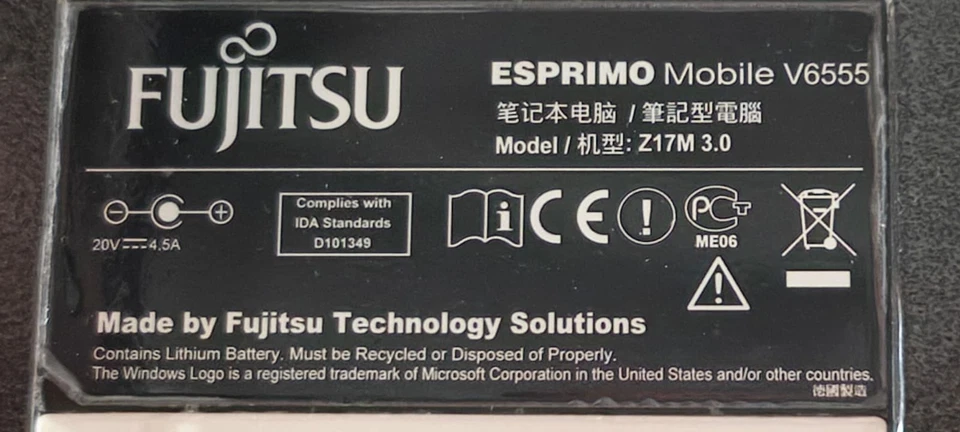 FUJITSU
ESPRIMO Mobile V6555
笔记本电脑 / 筆記型電腦
Model / 机型: Z17M 3.0
20V⎓4.5A
Complies with
IDA Standards
D101349
i CE ! PCT
ME06
!
Made by Fujitsu Technology Solutions
Contains Lithium Battery. Must be Recycled or Disposed of Properly.
The Windows Logo is a registered trademark of Microsoft Corporation in the United States and/or other countries.
德國製造